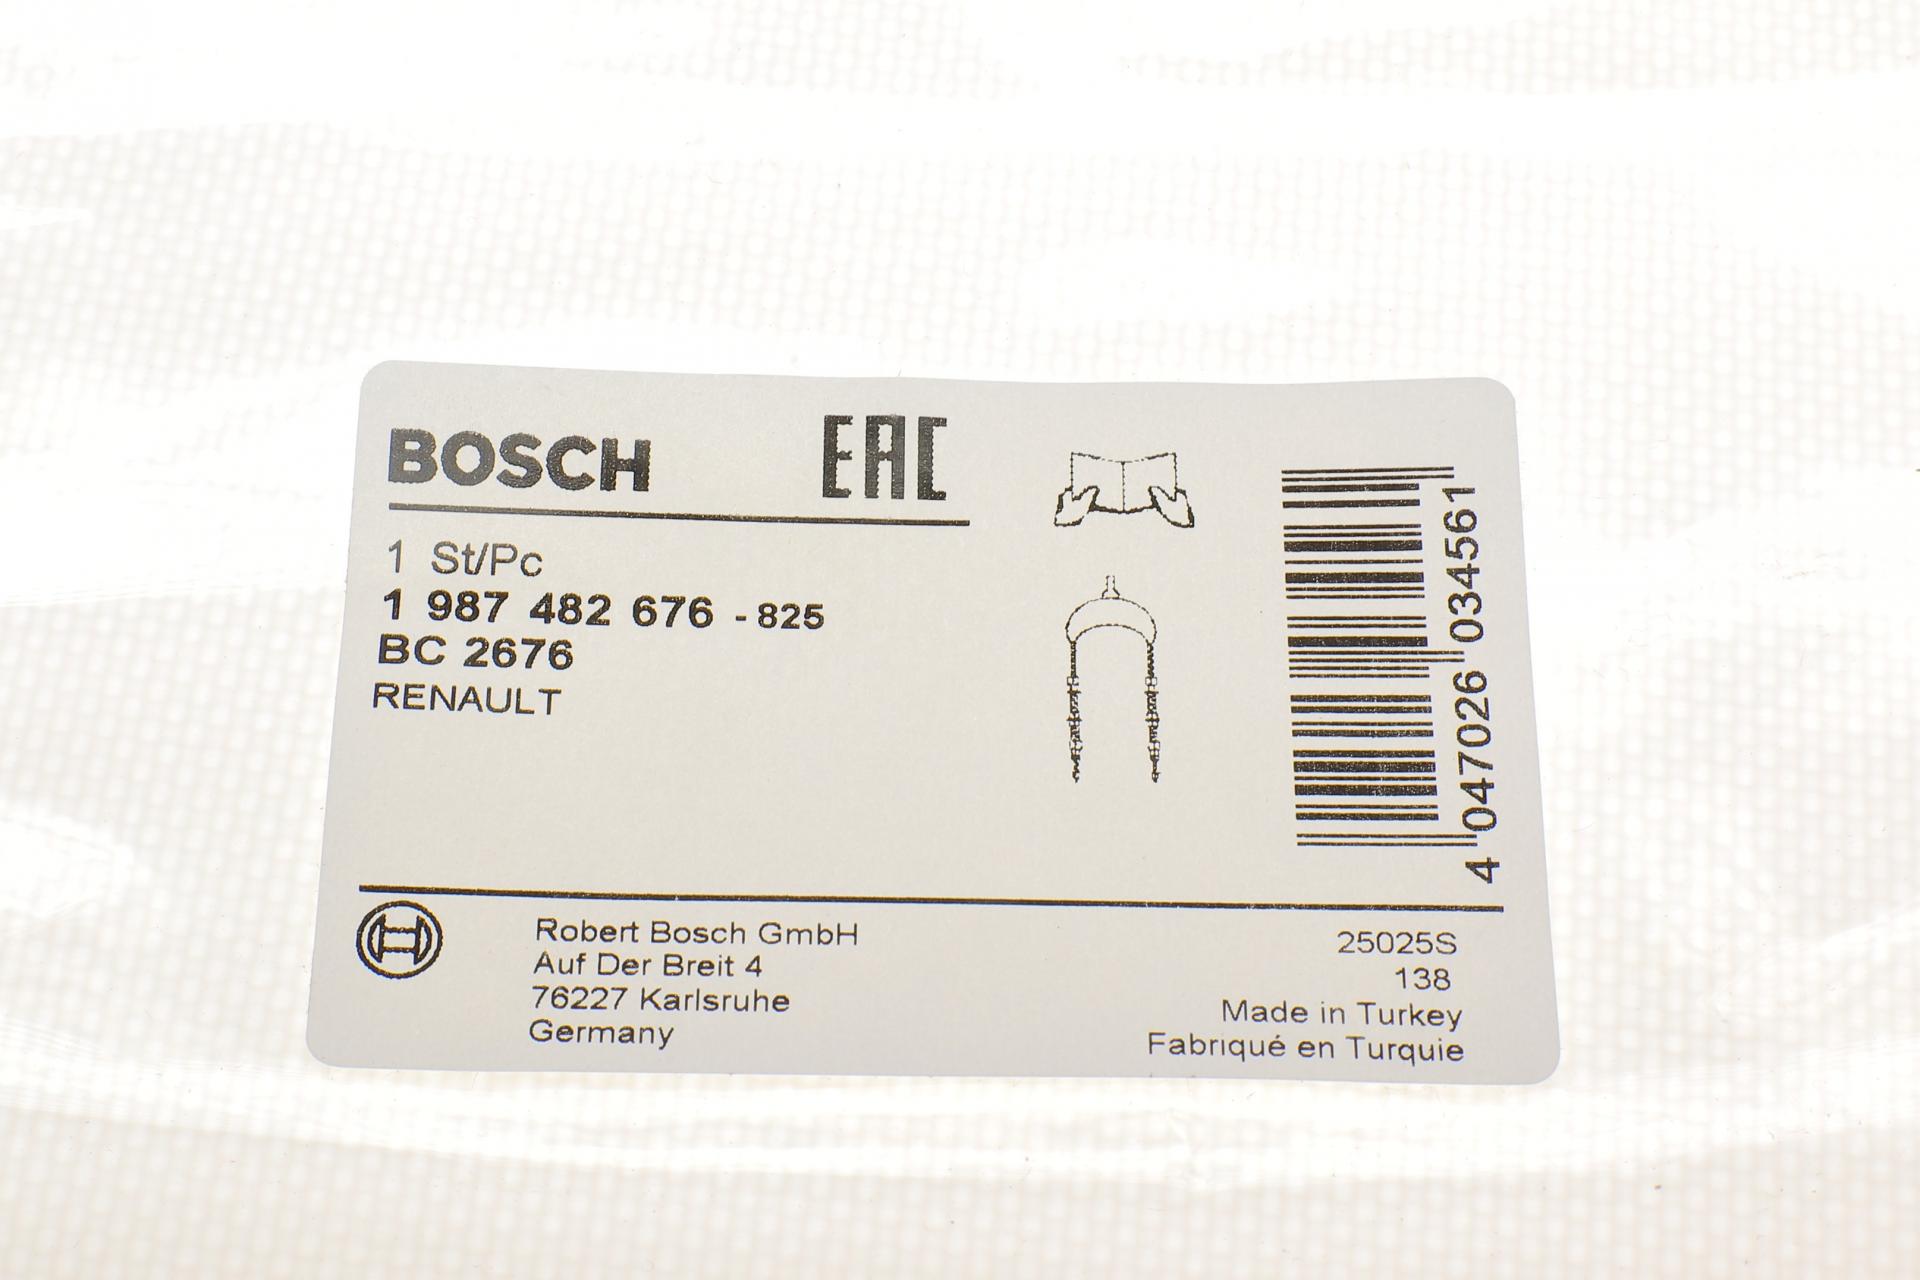 BOSCH EAC
1 St/Pc
1 987 482 676 - 825
BC 2676
RENAULT
4 047026 034561
Robert Bosch GmbH
Auf Der Breit 4
76227 Karlsruhe
Germany
25025S
138
Made in Turkey
Fabriqué en Turquie